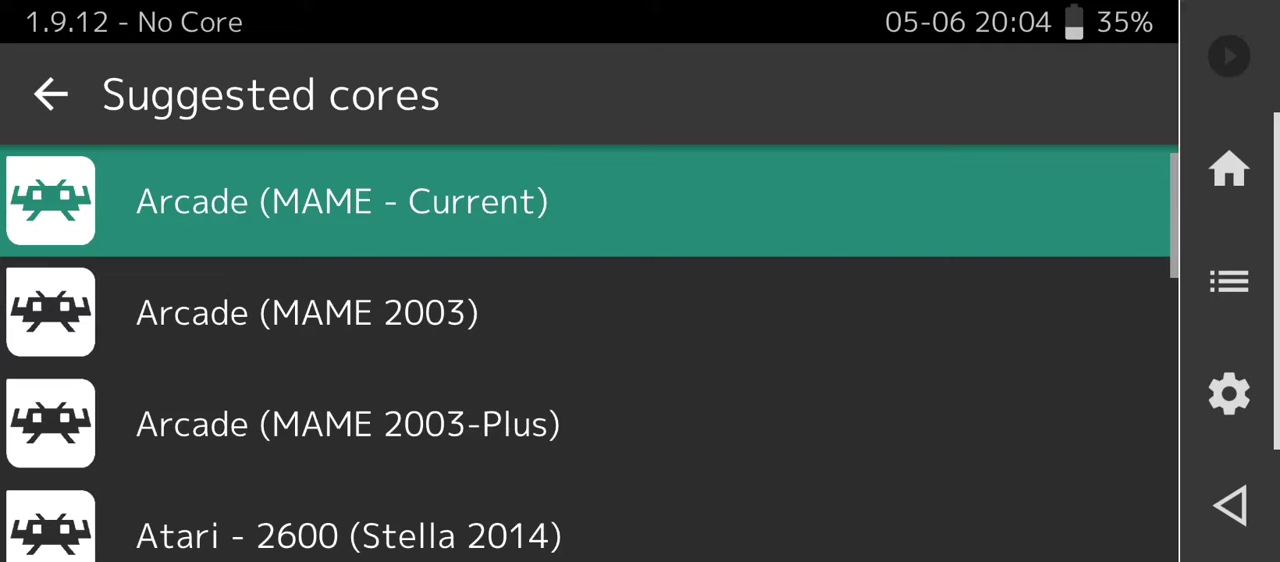 1.9.12 - No Core
05-06 20:04 35%
Suggested cores
Arcade (MAME - Current)
Arcade (MAME 2003)
Arcade (MAME 2003-Plus)
Atari - 2600 (Stella 2014)